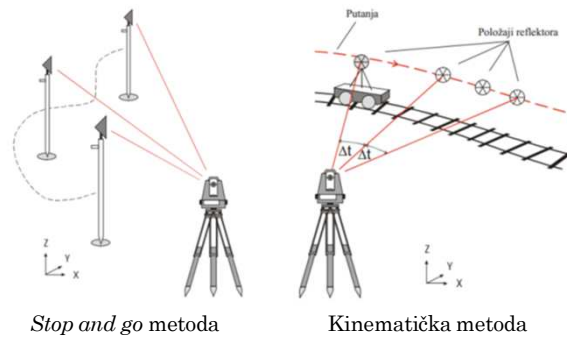 Putanja
Položaji reflektora
Δt
Δt
Z
Y
X
Z
Y
X
Stop and go metoda
Kinematička metoda